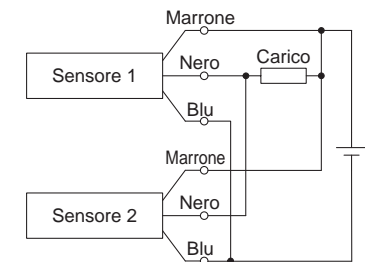 Marrone
Nero
Carico
Sensore 1
Blu
Marrone
Nero
Sensore 2
Blu